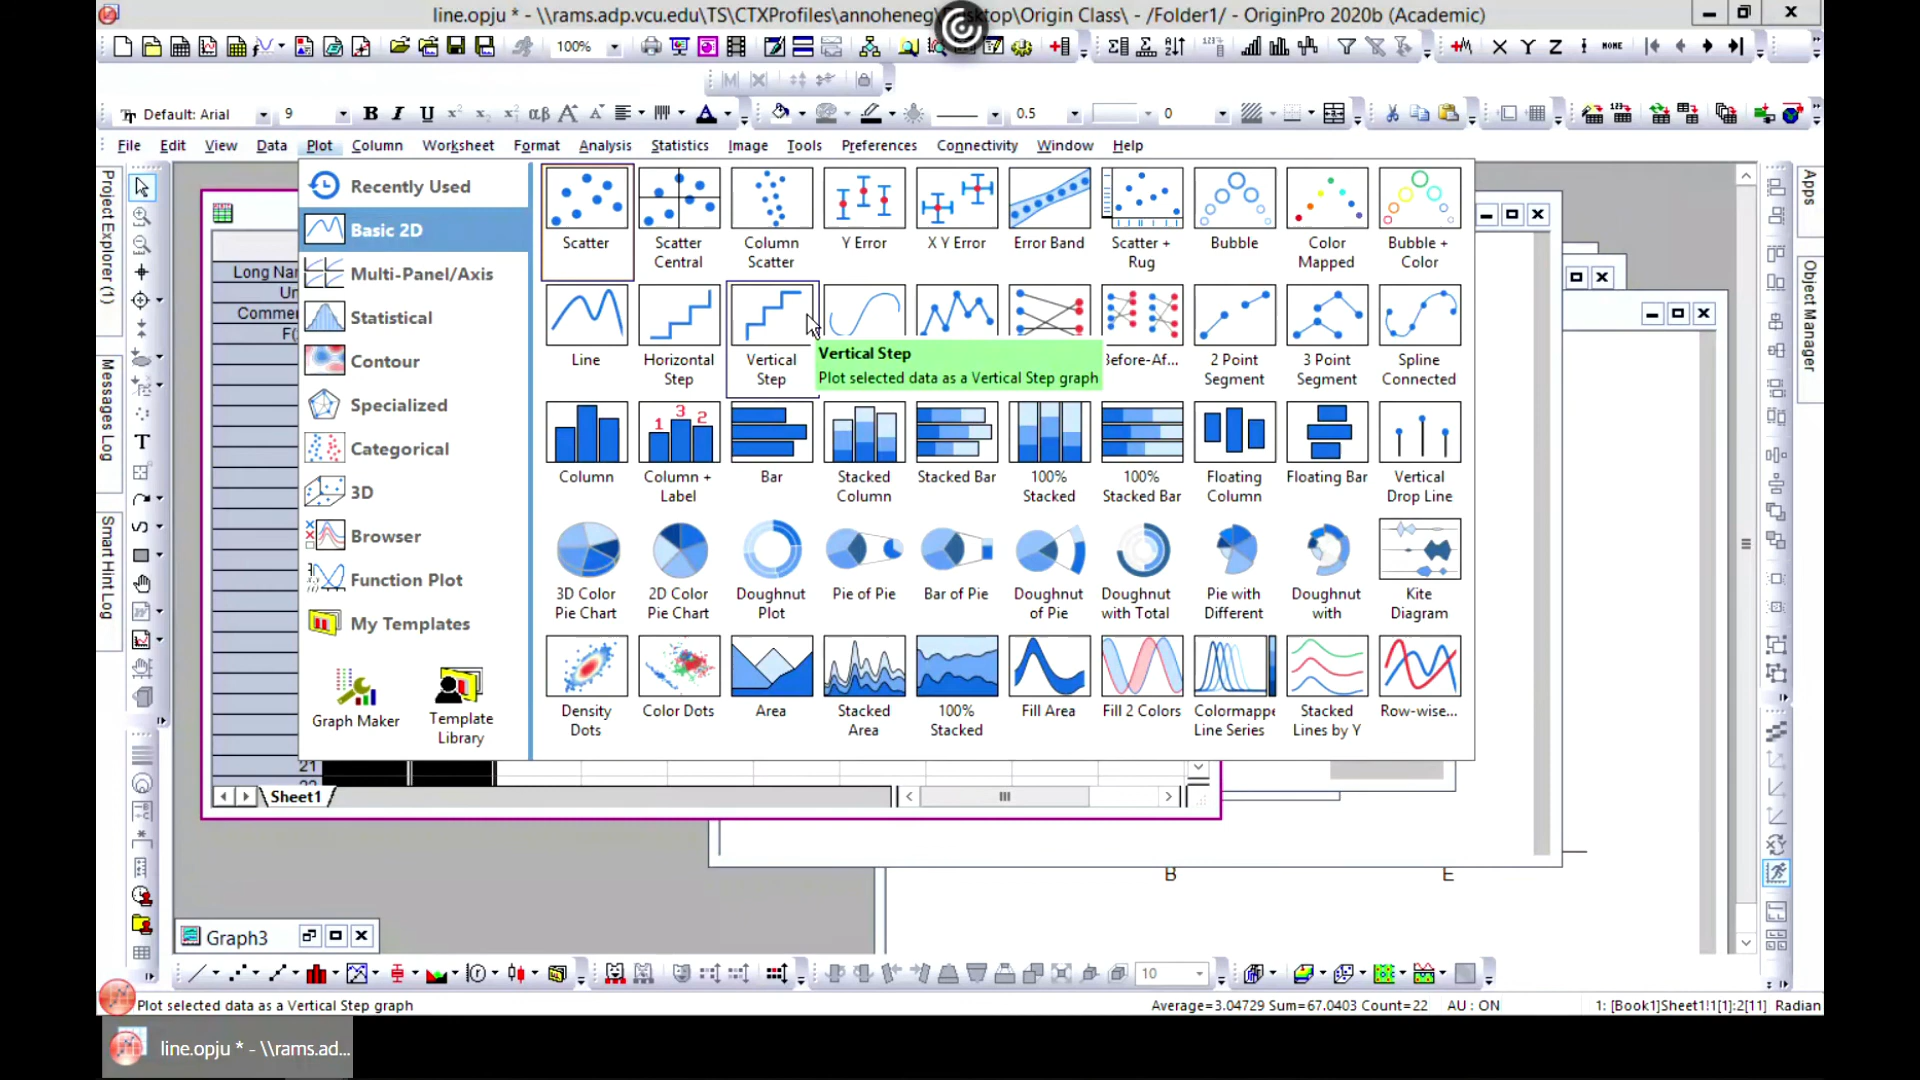 line.opju * - \\rams.adp.vcu.edu\TS\CTXProfiles\annoheneg\Desktop\Origin Class\ - /Folder1/ - OriginPro 2020b (Academic)
100%
Default: Arial 9 B I U αβ A A A 0.5 0
X Y Z
File Edit View Data Plot Column Worksheet Format Analysis Statistics Image Tools Preferences Connectivity Window Help
Project Explorer (1)
Messages Log
Smart Hint Log
Apps
Object Manager
T
Long Na
Un
Comme
F(
Recently Used
Basic 2D
Multi-Panel/Axis
Statistical
Contour
Specialized
Categorical
3D
Browser
Function Plot
My Templates
Graph Maker
Template
Library
Scatter
Scatter
Central
Column
Scatter
Y Error
X Y Error
Error Band
Scatter +
Rug
Bubble
Color
Mapped
Bubble +
Color
Line
Horizontal
Step
Vertical
Step
Vertical Step
Plot selected data as a Vertical Step graph
Before-Af...
2 Point
Segment
3 Point
Segment
Spline
Connected
1 3 2
Column
Column +
Label
Bar
Stacked
Column
Stacked Bar
100%
Stacked
100%
Stacked Bar
Floating
Column
Floating Bar
Vertical
Drop Line
3D Color
Pie Chart
2D Color
Pie Chart
Doughnut
Plot
Pie of Pie
Bar of Pie
Doughnut
of Pie
Doughnut
with Total
Pie with
Different
Doughnut
with
Kite
Diagram
Density
Dots
Color Dots
Area
Stacked
Area
100%
Stacked
Fill Area
Fill 2 Colors
Colormappe
Line Series
Stacked
Lines by Y
Row-wise...
21
Sheet1
B E
Graph3
10
Plot selected data as a Vertical Step graph
Average=3.04729 Sum=67.0403 Count=22 AU : ON 1: [Book1]Sheet1!1[1]:2[11] Radian
line.opju * - \\rams.ad...